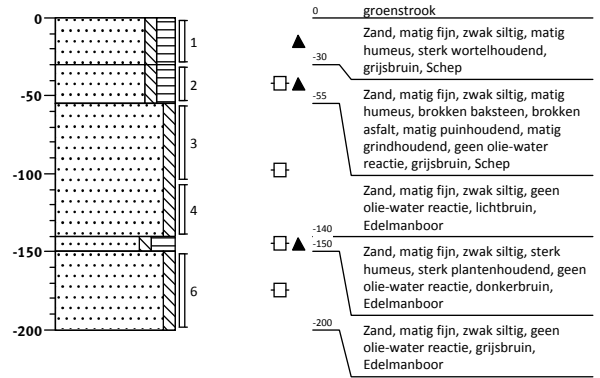 0
-50
-100
-150
-200
1
2
3
4
6
0
groenstrook
Zand, matig fijn, zwak siltig, matig
humeus, sterk wortelhoudend,
grijsbruin, Schep
-30
Zand, matig fijn, zwak siltig, matig
humeus, brokken baksteen, brokken
asfalt, matig puinhoudend, matig
grindhoudend, geen olie-water
reactie, grijsbruin, Schep
-55
Zand, matig fijn, zwak siltig, geen
olie-water reactie, lichtbruin,
Edelmanboor
-140
Zand, matig fijn, zwak siltig, sterk
humeus, sterk plantenhoudend, geen
olie-water reactie, donkerbruin,
Edelmanboor
-150
Zand, matig fijn, zwak siltig, geen
olie-water reactie, grijsbruin,
Edelmanboor
-200